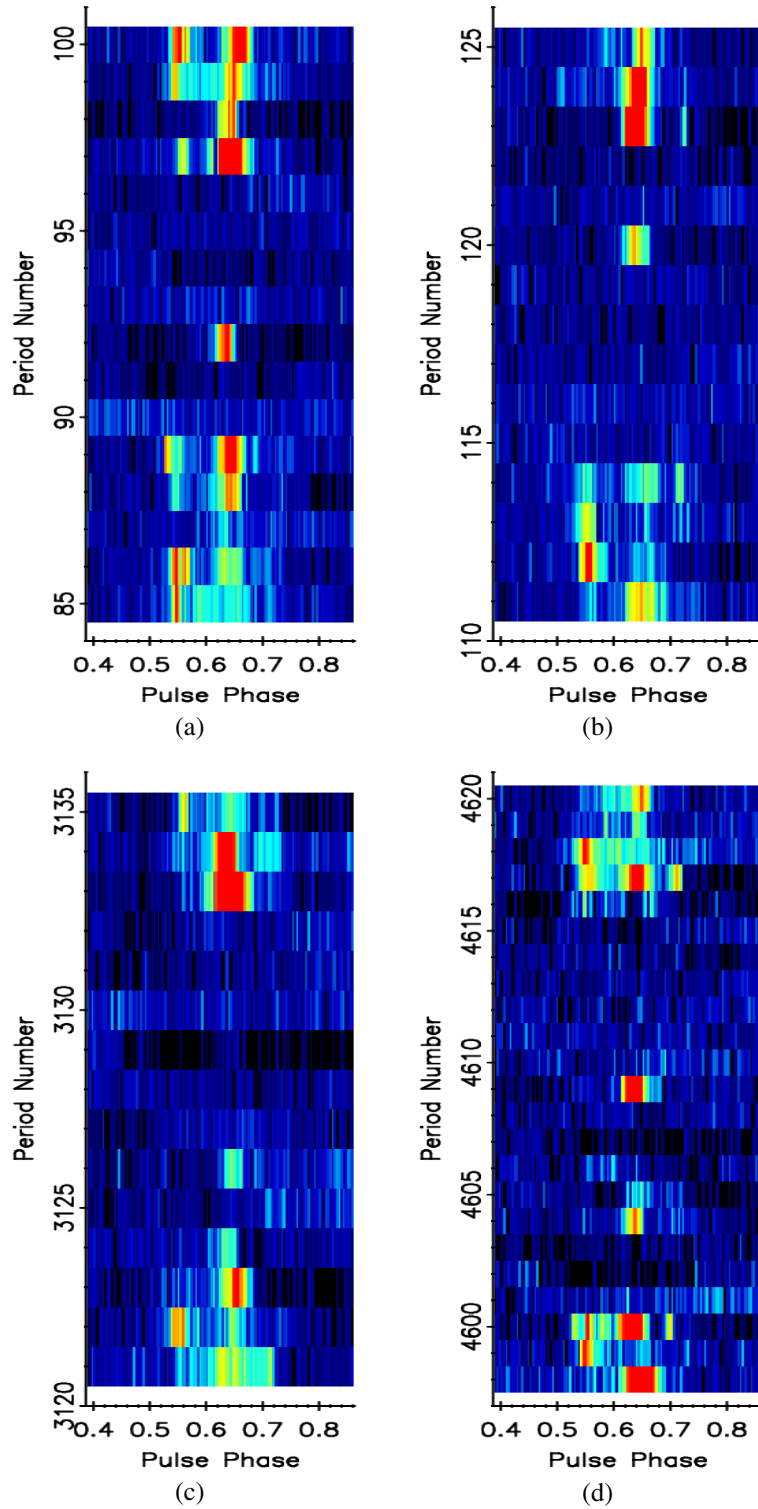 100
95
90
85
Period Number
0.4 0.5 0.6 0.7 0.8
Pulse Phase
(a)
125
120
115
110
Period Number
0.4 0.5 0.6 0.7 0.8
Pulse Phase
(b)
3135
3130
3125
3120
Period Number
0.4 0.5 0.6 0.7 0.8
Pulse Phase
(c)
4620
4615
4610
4605
4600
Period Number
0.4 0.5 0.6 0.7 0.8
Pulse Phase
(d)